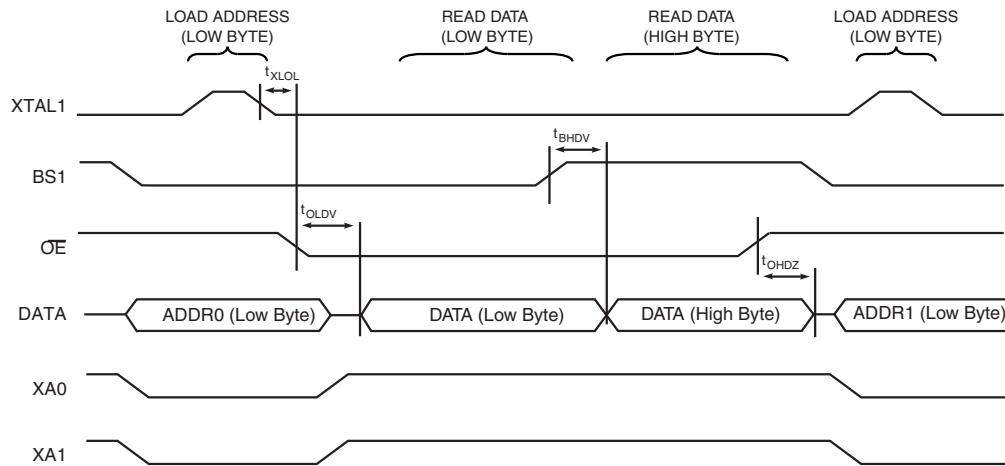 LOAD ADDRESS
(LOW BYTE)
READ DATA
(LOW BYTE)
READ DATA
(HIGH BYTE)
LOAD ADDRESS
(LOW BYTE)
tXLOL
XTAL1
tBHDV
BS1
tOLDV
OE
tOHDZ
DATA
ADDR0 (Low Byte)
DATA (Low Byte)
DATA (High Byte)
ADDR1 (Low Byte)
XA0
XA1